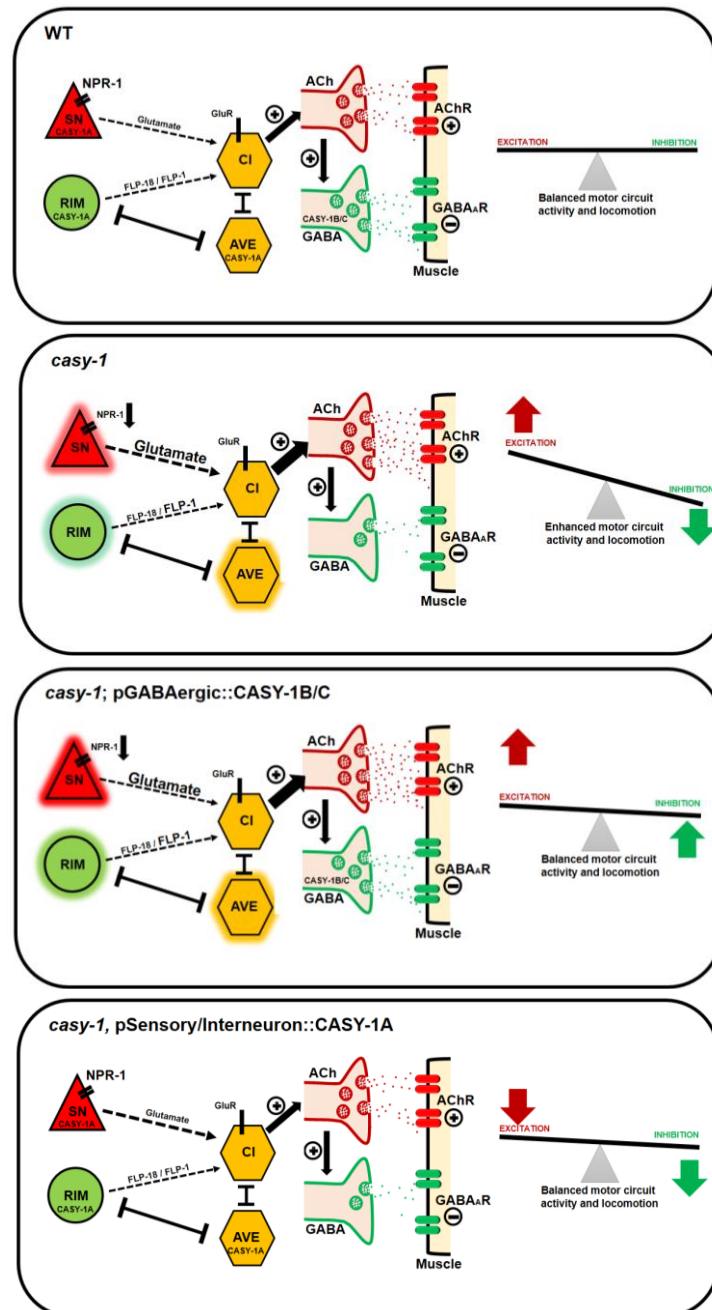 WT
NPR-1
SN
CASY-1A
Glutamate
GluR
CI
FLP-18 / FLP-1
RIM
CASY-1A
AVE
CASY-1A
ACh
CASY-1B/C
GABA
AChR
GABAAR
Muscle
EXCITATION
INHIBITION
Balanced motor circuit
activity and locomotion
casy-1
NPR-1
SN
Glutamate
GluR
CI
FLP-18 / FLP-1
RIM
AVE
ACh
GABA
AChR
GABAAR
Muscle
EXCITATION
INHIBITION
Enhanced motor circuit
activity and locomotion
casy-1; pGABAergic::CASY-1B/C
NPR-1
SN
Glutamate
GluR
CI
FLP-18 / FLP-1
RIM
AVE
ACh
CASY-1B/C
GABA
AChR
GABAAR
Muscle
EXCITATION
INHIBITION
Balanced motor circuit
activity and locomotion
casy-1, pSensory/Interneuron::CASY-1A
NPR-1
SN
CASY-1A
Glutamate
GluR
CI
FLP-18 / FLP-1
RIM
CASY-1A
AVE
CASY-1A
ACh
GABA
AChR
GABAAR
Muscle
EXCITATION
INHIBITION
Balanced motor circuit
activity and locomotion